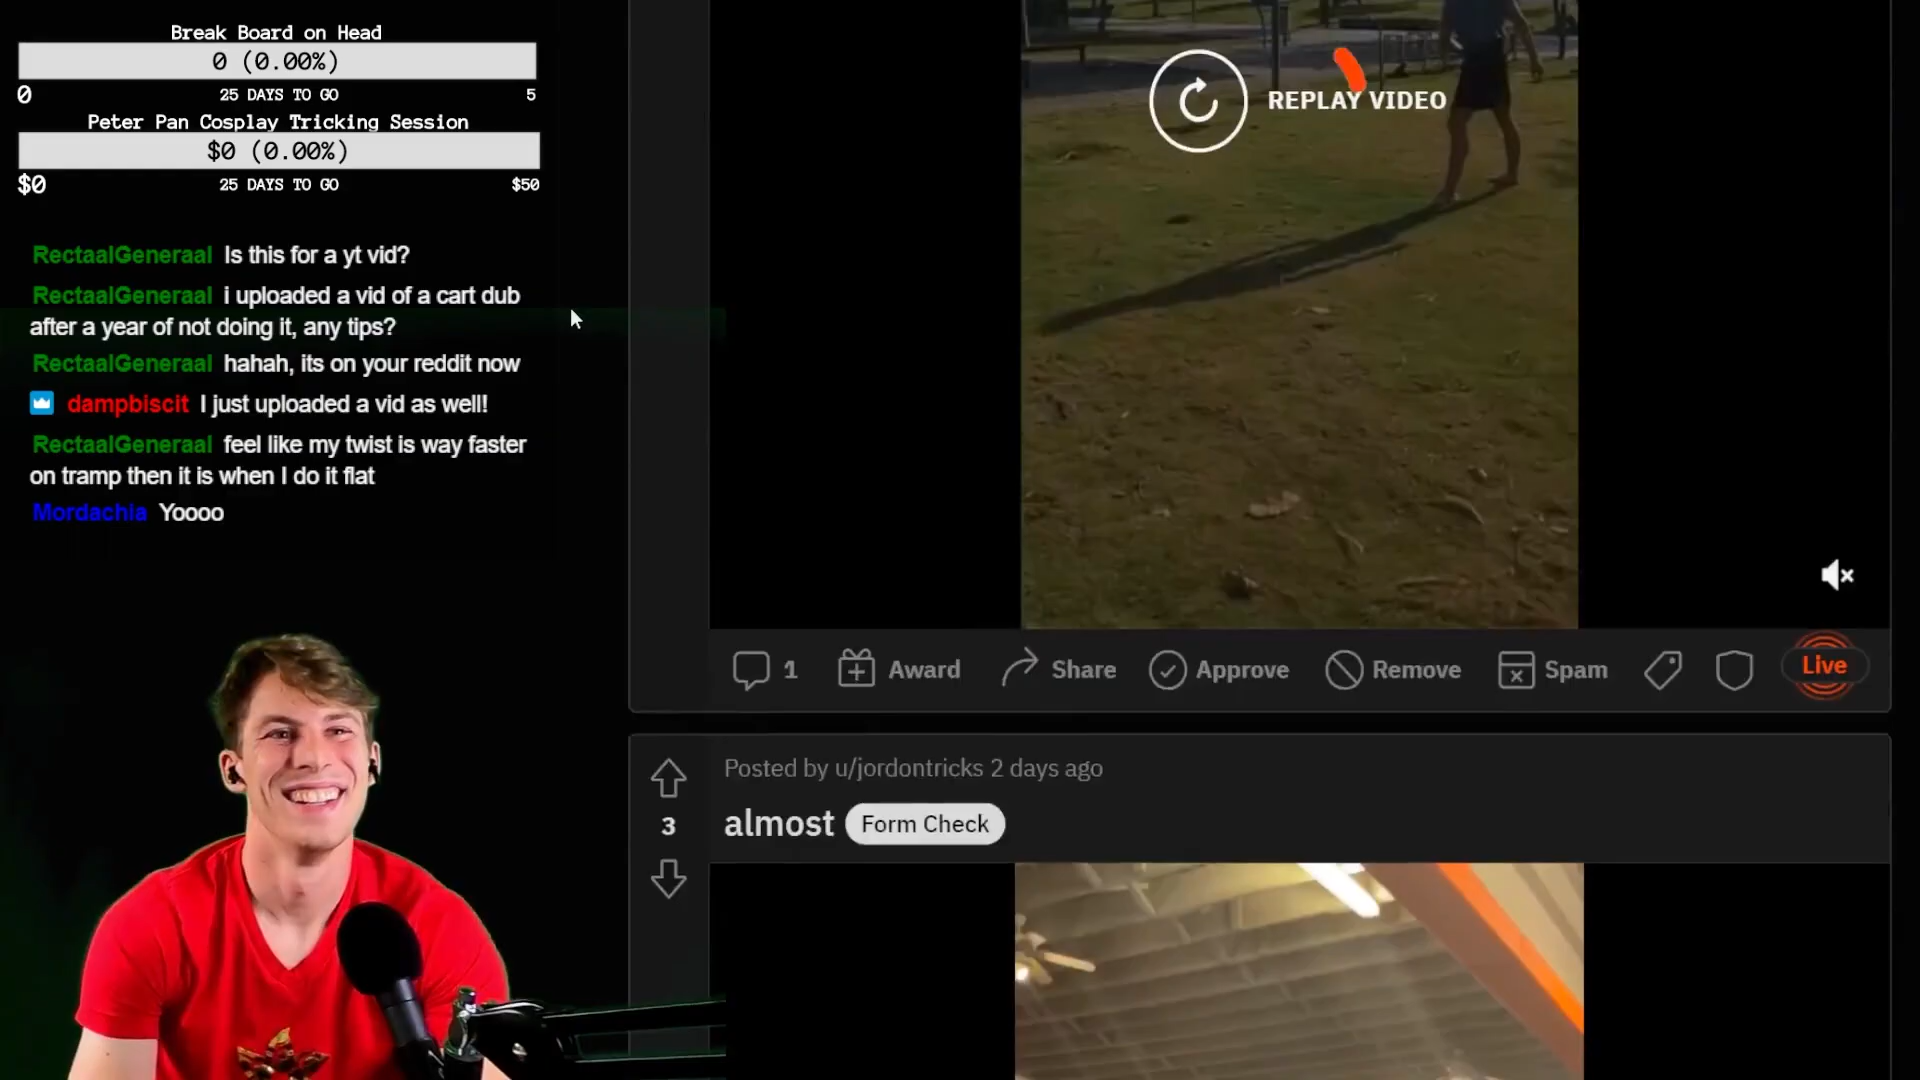 Break Board on Head
0 (0.00%)
0 25 DAYS TO GO 5
Peter Pan Cosplay Tricking Session
$0 (0.00%)
$0 25 DAYS TO GO $50
RectaalGeneraal Is this for a yt vid?
RectaalGeneraal i uploaded a vid of a cart dub
after a year of not doing it, any tips?
RectaalGeneraal hahah, its on your reddit now
dampbiscit I just uploaded a vid as well!
RectaalGeneraal feel like my twist is way faster
on tramp then it is when I do it flat
Mordachia Yoooo
REPLAY VIDEO
1 Award Share Approve Remove Spam Live
Posted by u/jordontricks 2 days ago
3
almost Form Check